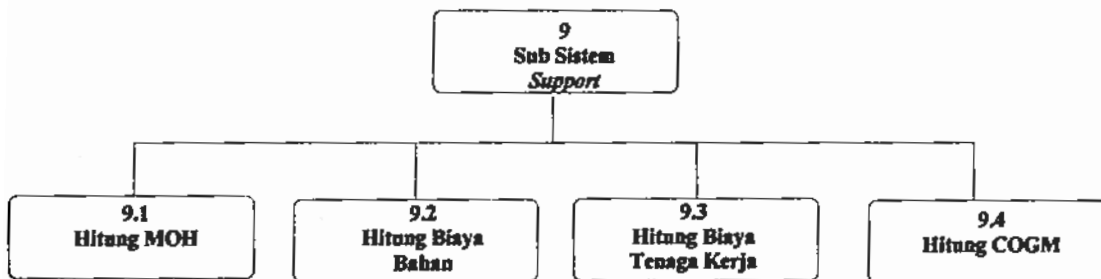 9
Sub Sistem
Support
9.1
Hitung MOH
9.2
Hitung Biaya
Bahan
9.3
Hitung Biaya
Tenaga Kerja
9.4
Hitung COGM